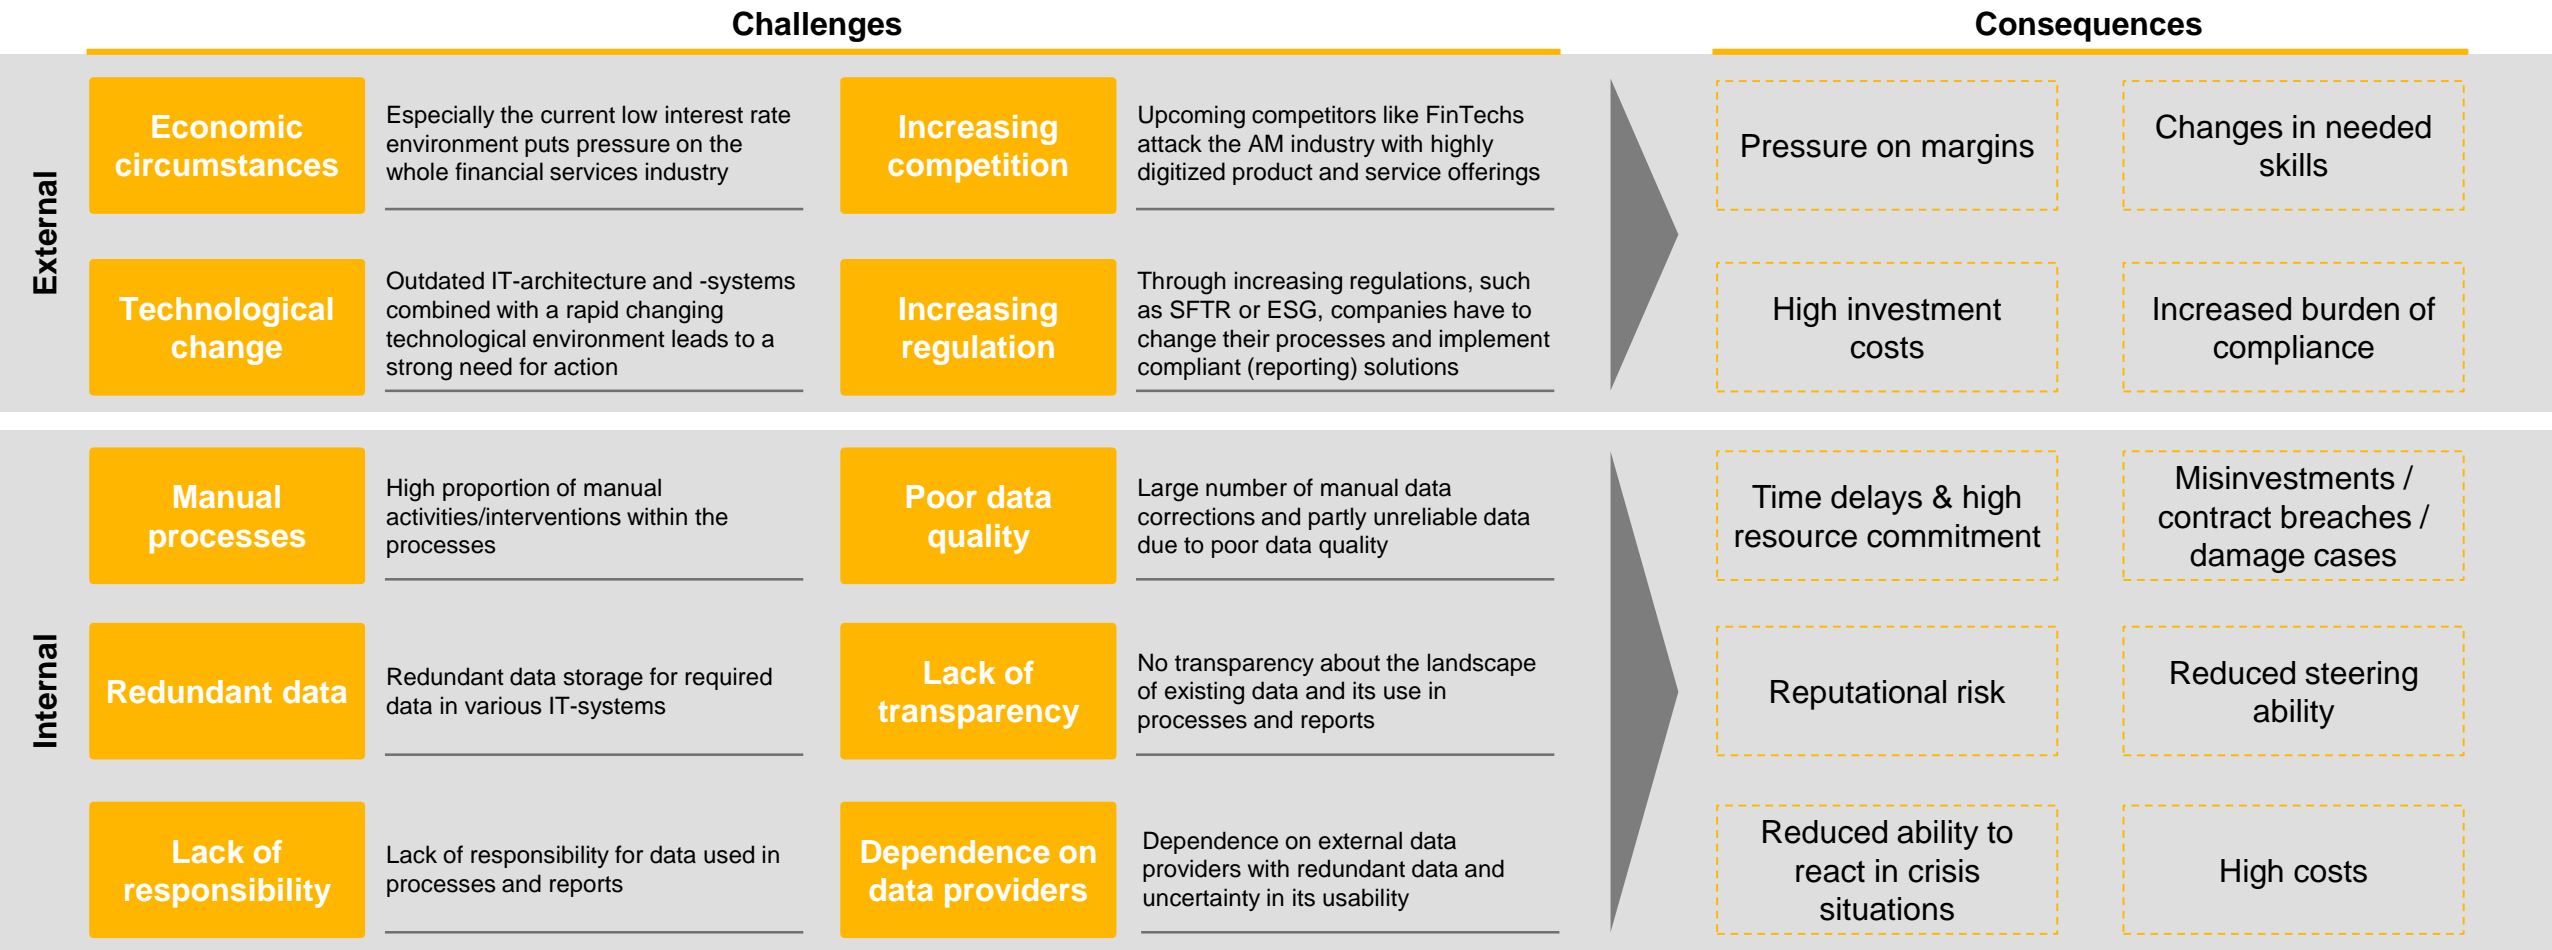 Challenges
Consequences
External
Economic
circumstances
Especially the current low interest rate
environment puts pressure on the
whole financial services industry
Increasing
competition
Upcoming competitors like FinTechs
attack the AM industry with highly
digitized product and service offerings
Pressure on margins
Changes in needed
skills
Technological
change
Outdated IT-architecture and -systems
combined with a rapid changing
technological environment leads to a
strong need for action
Increasing
regulation
Through increasing regulations, such
as SFTR or ESG, companies have to
change their processes and implement
compliant (reporting) solutions
High investment
costs
Increased burden of
compliance
Internal
Manual
processes
High proportion of manual
activities/interventions within the
processes
Poor data
quality
Large number of manual data
corrections and partly unreliable data
due to poor data quality
Time delays & high
resource commitment
Misinvestments /
contract breaches /
damage cases
Redundant data
Redundant data storage for required
data in various IT-systems
Lack of
transparency
No transparency about the landscape
of existing data and its use in
processes and reports
Reputational risk
Reduced steering
ability
Lack of
responsibility
Lack of responsibility for data used in
processes and reports
Dependence on
data providers
Dependence on external data
providers with redundant data and
uncertainty in its usability
Reduced ability to
react in crisis
situations
High costs